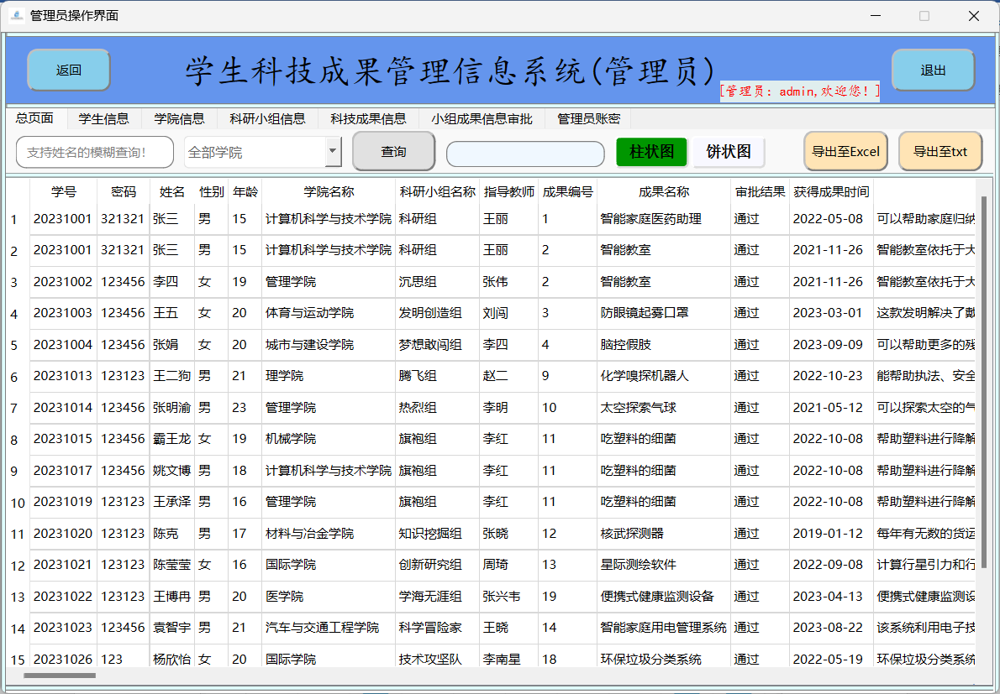 管理员操作界面
返回
学生科技成果管理信息系统(管理员)
[管理员: admin,欢迎您! ]
退出
总页面 学生信息 学院信息 科研小组信息 科技成果信息 小组成果信息审批 管理员账密
支持姓名的模糊查询! 全部学院 查询 柱状图 饼状图 导出至Excel 导出至txt
学号 密码 姓名 性别 年龄 学院名称 科研小组名称 指导教师 成果编号 成果名称 审批结果 获得成果时间
1 20231001 321321 张三 男 15 计算机科学与技术学院 科研组 王丽 1 智能家庭医药助理 通过 2022-05-08 可以帮助家庭归纳
2 20231001 321321 张三 男 15 计算机科学与技术学院 科研组 王丽 2 智能教室 通过 2021-11-26 智能教室依托于大
3 20231002 123456 李四 女 19 管理学院 沉思组 张伟 2 智能教室 通过 2021-11-26 智能教室依托于大
4 20231003 123456 王五 女 20 体育与运动学院 发明创造组 刘闯 3 防眼镜起雾口罩 通过 2023-03-01 这款发明解决了戴
5 20231004 123456 张娟 女 20 城市与建设学院 梦想敢闯组 李四 4 脑控假肢 通过 2023-09-09 可以帮助更多的残
6 20231013 123123 王二狗 男 21 理学院 腾飞组 赵二 9 化学嗅探机器人 通过 2022-10-23 能帮助执法、安全
7 20231014 123456 张明渝 男 23 管理学院 热烈组 李明 10 太空探索气球 通过 2021-05-12 可以探索太空的气
8 20231015 123456 霸王龙 女 19 机械学院 旗袍组 李红 11 吃塑料的细菌 通过 2022-10-08 帮助塑料进行降解
9 20231017 123456 姚文博 男 18 计算机科学与技术学院 旗袍组 李红 11 吃塑料的细菌 通过 2022-10-08 帮助塑料进行降解
10 20231019 123123 王承泽 男 16 管理学院 旗袍组 李红 11 吃塑料的细菌 通过 2022-10-08 帮助塑料进行降解
11 20231020 123123 陈克 男 17 材料与冶金学院 知识挖掘组 张晓 12 核武探测器 通过 2019-01-12 每年有无数的货运
12 20231021 123123 陈莹莹 女 16 国际学院 创新研究组 周琦 13 星际测绘软件 通过 2022-09-08 计算行星引力和行
13 20231022 123123 王博冉 男 20 医学院 学海无涯组 张兴韦 19 便携式健康监测设备 通过 2023-04-13 便携式健康监测设
14 20231023 123456 袁智宇 男 21 汽车与交通工程学院 科学冒险家 王晓 14 智能家庭用电管理系统 通过 2023-08-22 该系统利用电子技
15 20231026 123 杨欣怡 女 20 国际学院 技术攻坚队 李南星 18 环保垃圾分类系统 通过 2022-05-19 环保垃圾分类系统